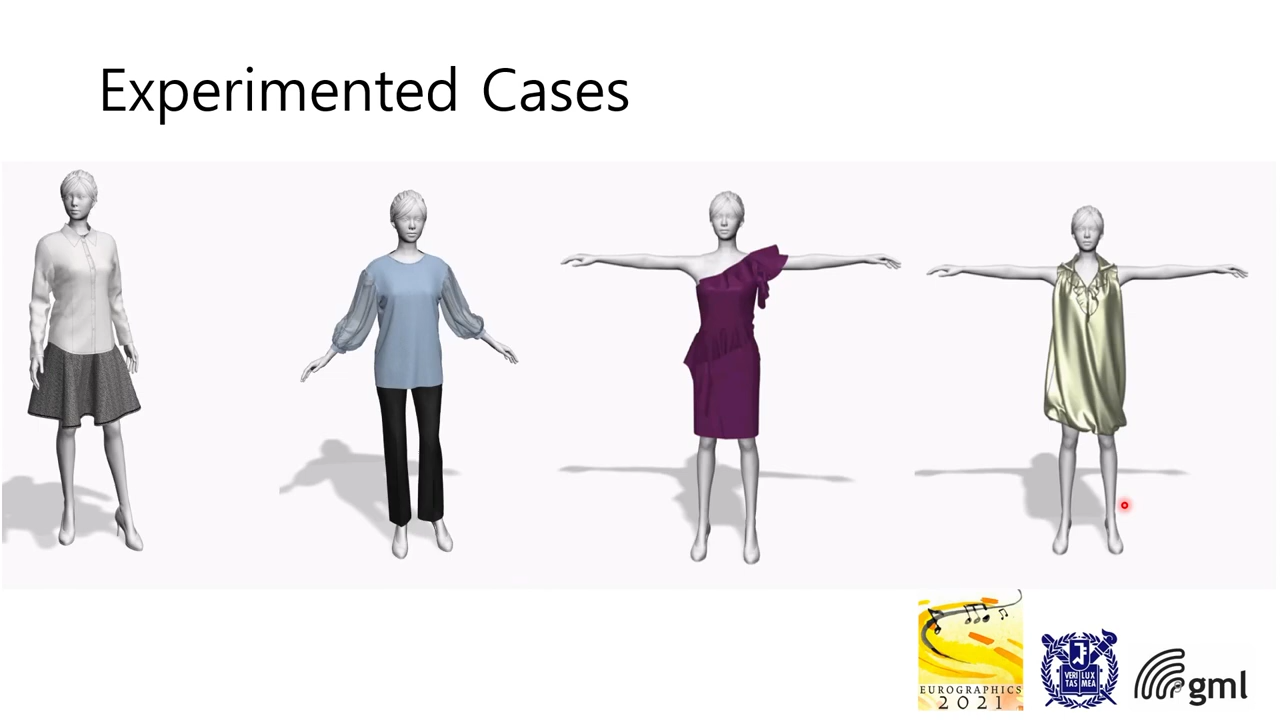 Experimented Cases
EUROGRAPHICS
2021
VERI LUX
TAS MEA
gml